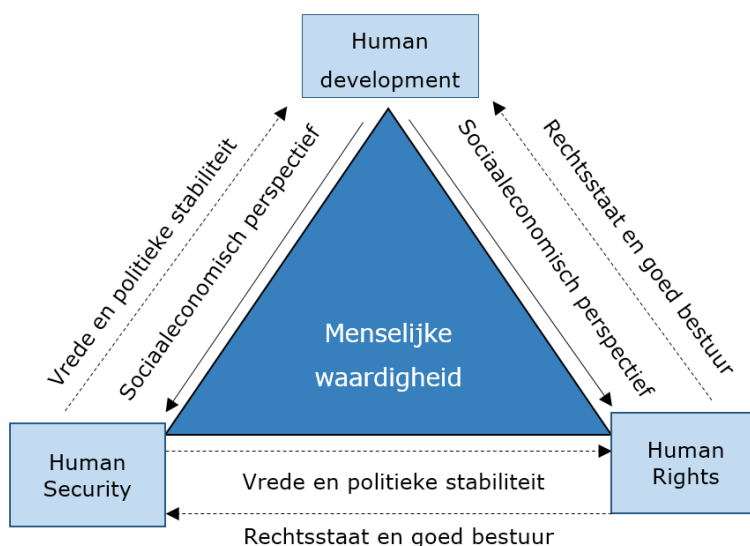 Human
development
Vrede en politieke stabiliteit
Sociaaleconomisch perspectief
Sociaaleconomisch perspectief
Rechtsstaat en goed bestuur
Menselijke
waardigheid
Human
Security
Human
Rights
Vrede en politieke stabiliteit
Rechtsstaat en goed bestuur